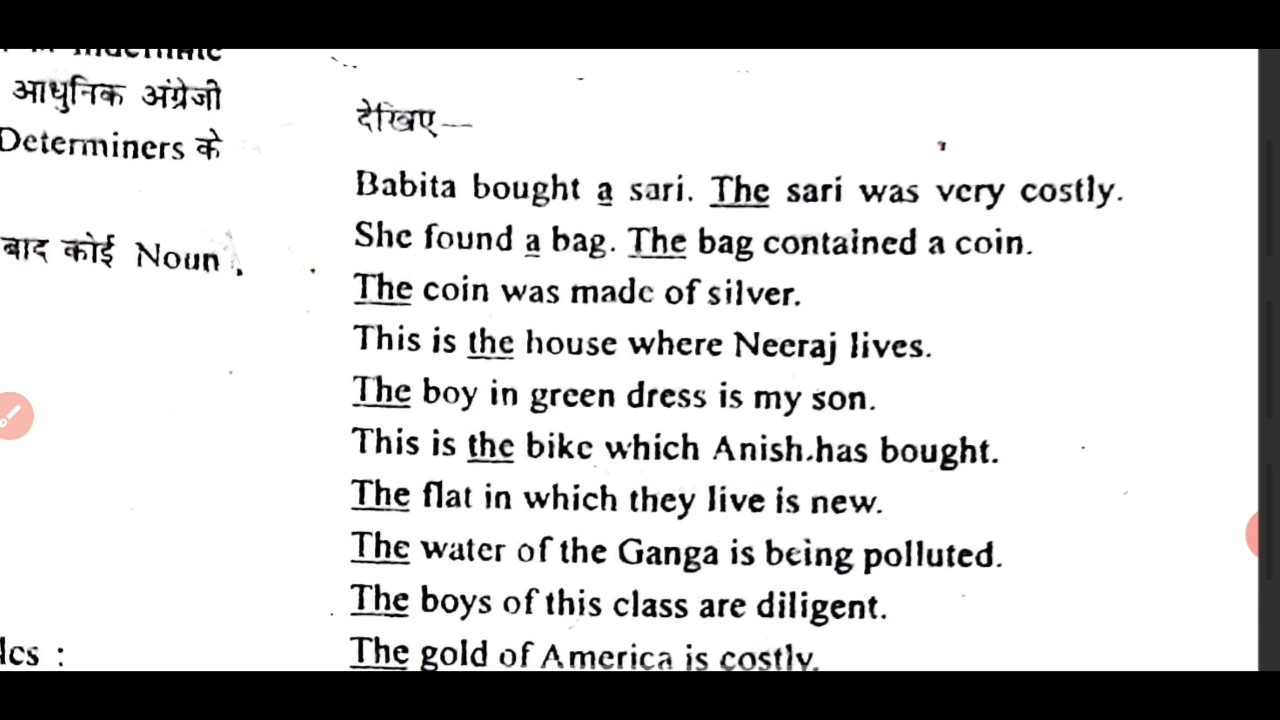 आधुनिक अंग्रेजी
Determiners के
बाद कोई Noun
देखिए—
Babita bought a sari. The sari was very costly.
She found a bag. The bag contained a coin.
The coin was made of silver.
This is the house where Neeraj lives.
The boy in green dress is my son.
This is the bike which Anish has bought.
The flat in which they live is new.
The water of the Ganga is being polluted.
The boys of this class are diligent.
The gold of America is costly.